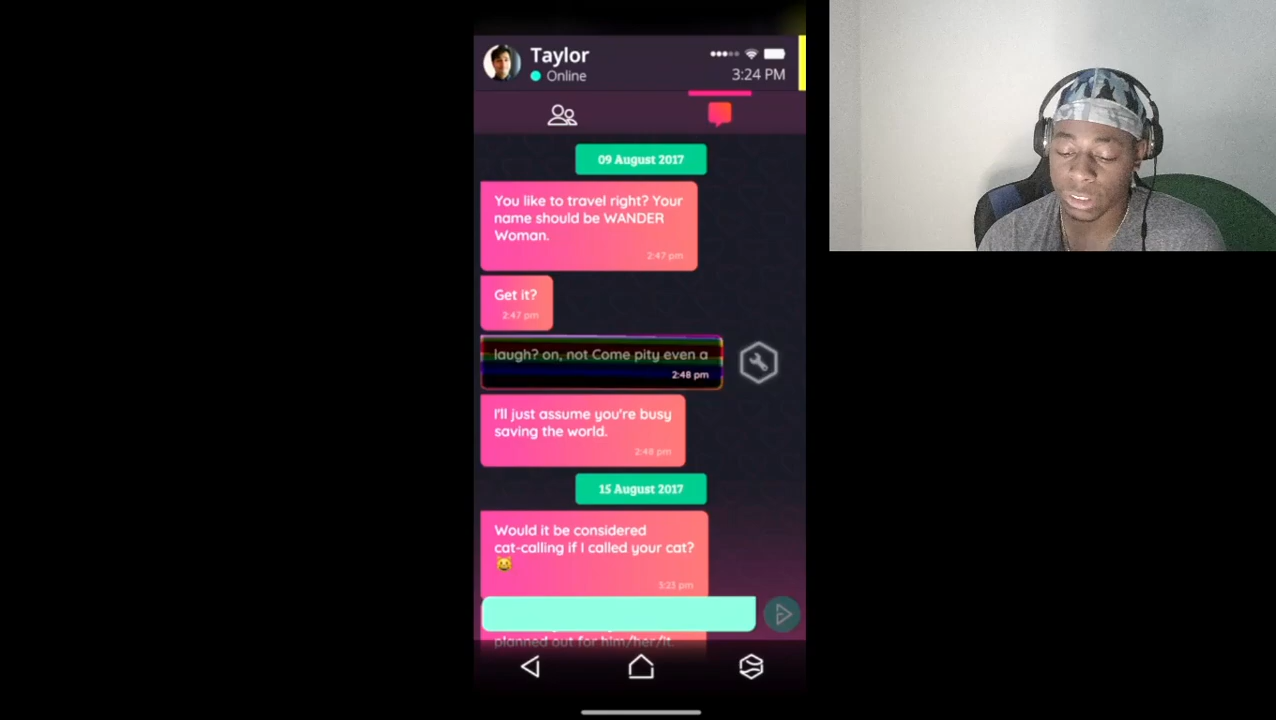 Taylor
Online
3:24 PM
09 August 2017
You like to travel right? Your
name should be WANDER
Woman.
2:47 pm
Get it?
2:47 pm
laugh? on, not Come pity even a
2:48 pm
I'll just assume you're busy
saving the world.
2:48 pm
15 August 2017
Would it be considered
cat-calling if I called your cat?
😺
5:23 pm
planned out for him/her/it.